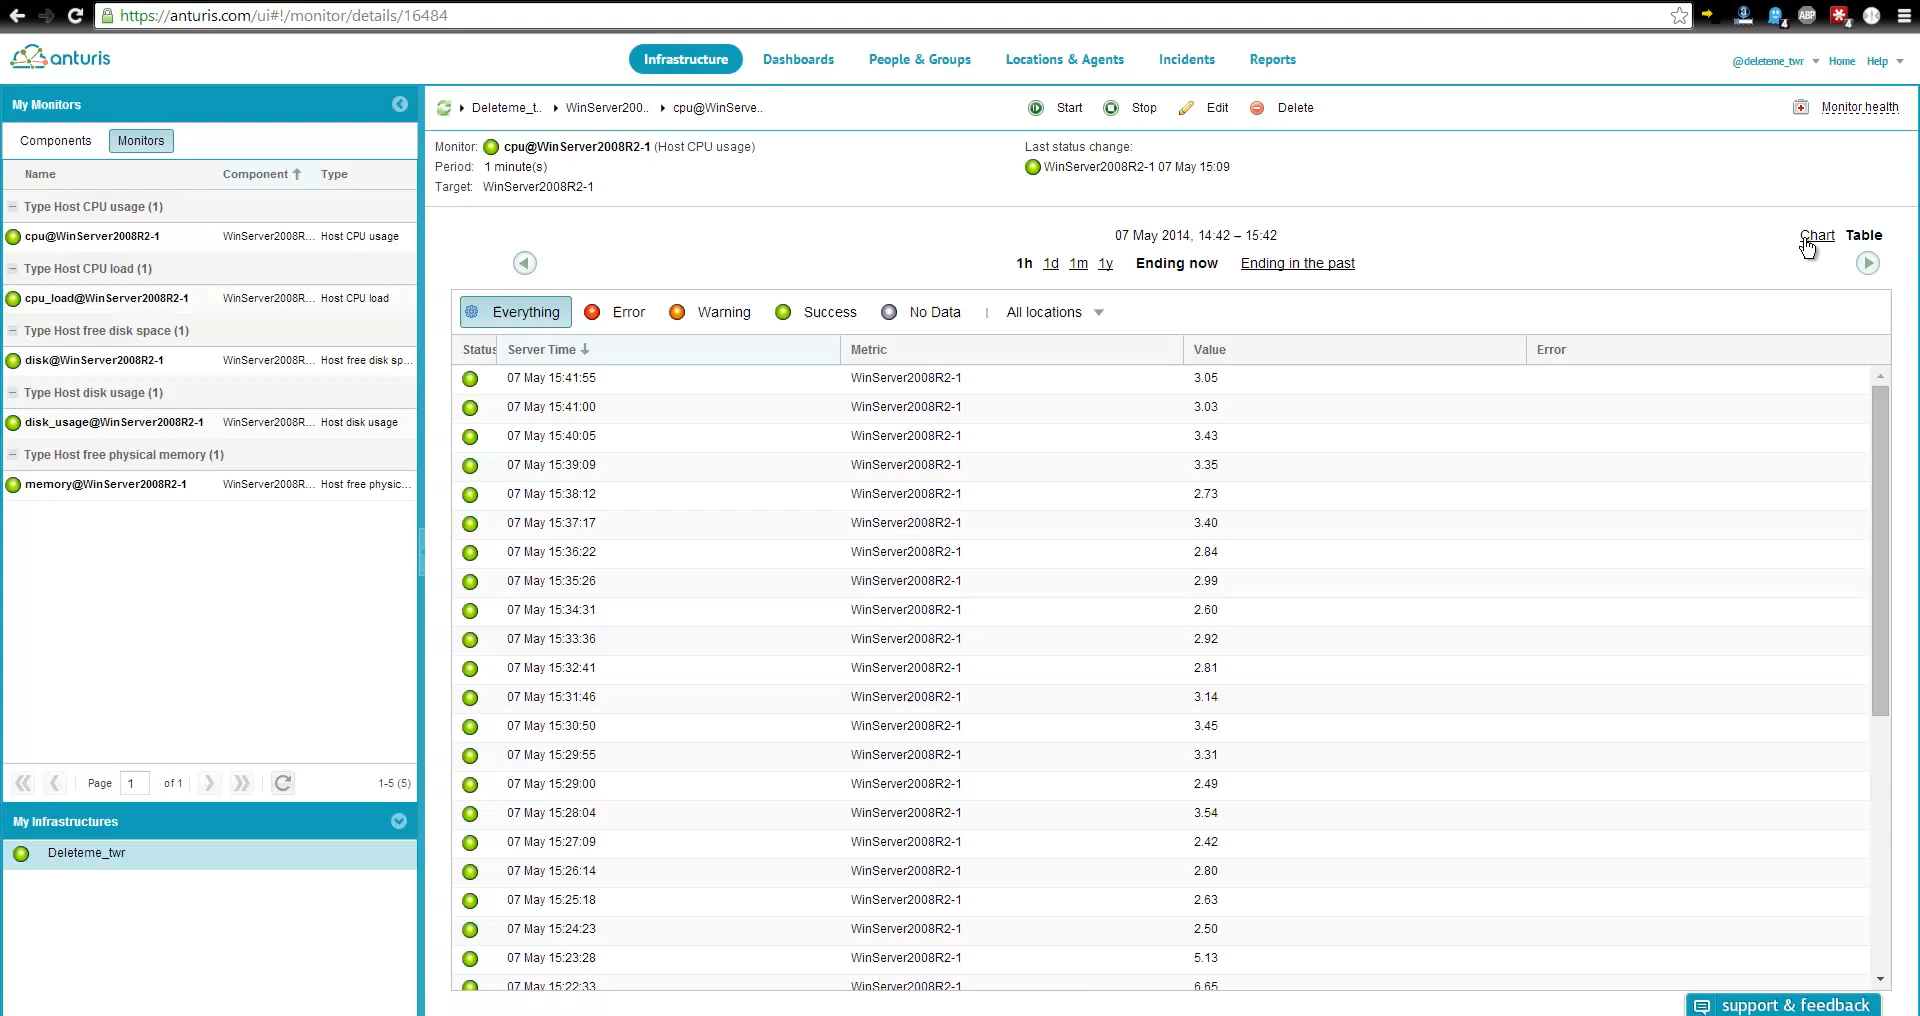 https://anturis.com/ui#!/monitor/details/16484
ABP
4
4
anturis
Infrastructure Dashboards People & Groups Locations & Agents Incidents Reports
@deleteme_twr Home Help
My Monitors
Deleteme_t.. WinServer200.. cpu@WinServe..
Start Stop Edit Delete
Monitor health
Components Monitors
Monitor: cpu@WinServer2008R2-1 (Host CPU usage)
Period: 1 minute(s)
Target: WinServer2008R2-1
Last status change:
WinServer2008R2-1 07 May 15:09
Name Component Type
Type Host CPU usage (1)
cpu@WinServer2008R2-1 WinServer2008R... Host CPU usage
Type Host CPU load (1)
cpu_load@WinServer2008R2-1 WinServer2008R... Host CPU load
Type Host free disk space (1)
disk@WinServer2008R2-1 WinServer2008R... Host free disk sp...
Type Host disk usage (1)
disk_usage@WinServer2008R2-1 WinServer2008R... Host disk usage
Type Host free physical memory (1)
memory@WinServer2008R2-1 WinServer2008R... Host free physic...
Page 1 of 1 1-5 (5)
My Infrastructures
Deleteme_twr
07 May 2014, 14:42 – 15:42
Chart Table
1h 1d 1m 1y Ending now Ending in the past
Everything Error Warning Success No Data | All locations
Status Server Time Metric Value Error
07 May 15:41:55 WinServer2008R2-1 3.05
07 May 15:41:00 WinServer2008R2-1 3.03
07 May 15:40:05 WinServer2008R2-1 3.43
07 May 15:39:09 WinServer2008R2-1 3.35
07 May 15:38:12 WinServer2008R2-1 2.73
07 May 15:37:17 WinServer2008R2-1 3.40
07 May 15:36:22 WinServer2008R2-1 2.84
07 May 15:35:26 WinServer2008R2-1 2.99
07 May 15:34:31 WinServer2008R2-1 2.60
07 May 15:33:36 WinServer2008R2-1 2.92
07 May 15:32:41 WinServer2008R2-1 2.81
07 May 15:31:46 WinServer2008R2-1 3.14
07 May 15:30:50 WinServer2008R2-1 3.45
07 May 15:29:55 WinServer2008R2-1 3.31
07 May 15:29:00 WinServer2008R2-1 2.49
07 May 15:28:04 WinServer2008R2-1 3.54
07 May 15:27:09 WinServer2008R2-1 2.42
07 May 15:26:14 WinServer2008R2-1 2.80
07 May 15:25:18 WinServer2008R2-1 2.63
07 May 15:24:23 WinServer2008R2-1 2.50
07 May 15:23:28 WinServer2008R2-1 5.13
07 May 15:22:33 WinServer2008R2-1 6.65
support & feedback